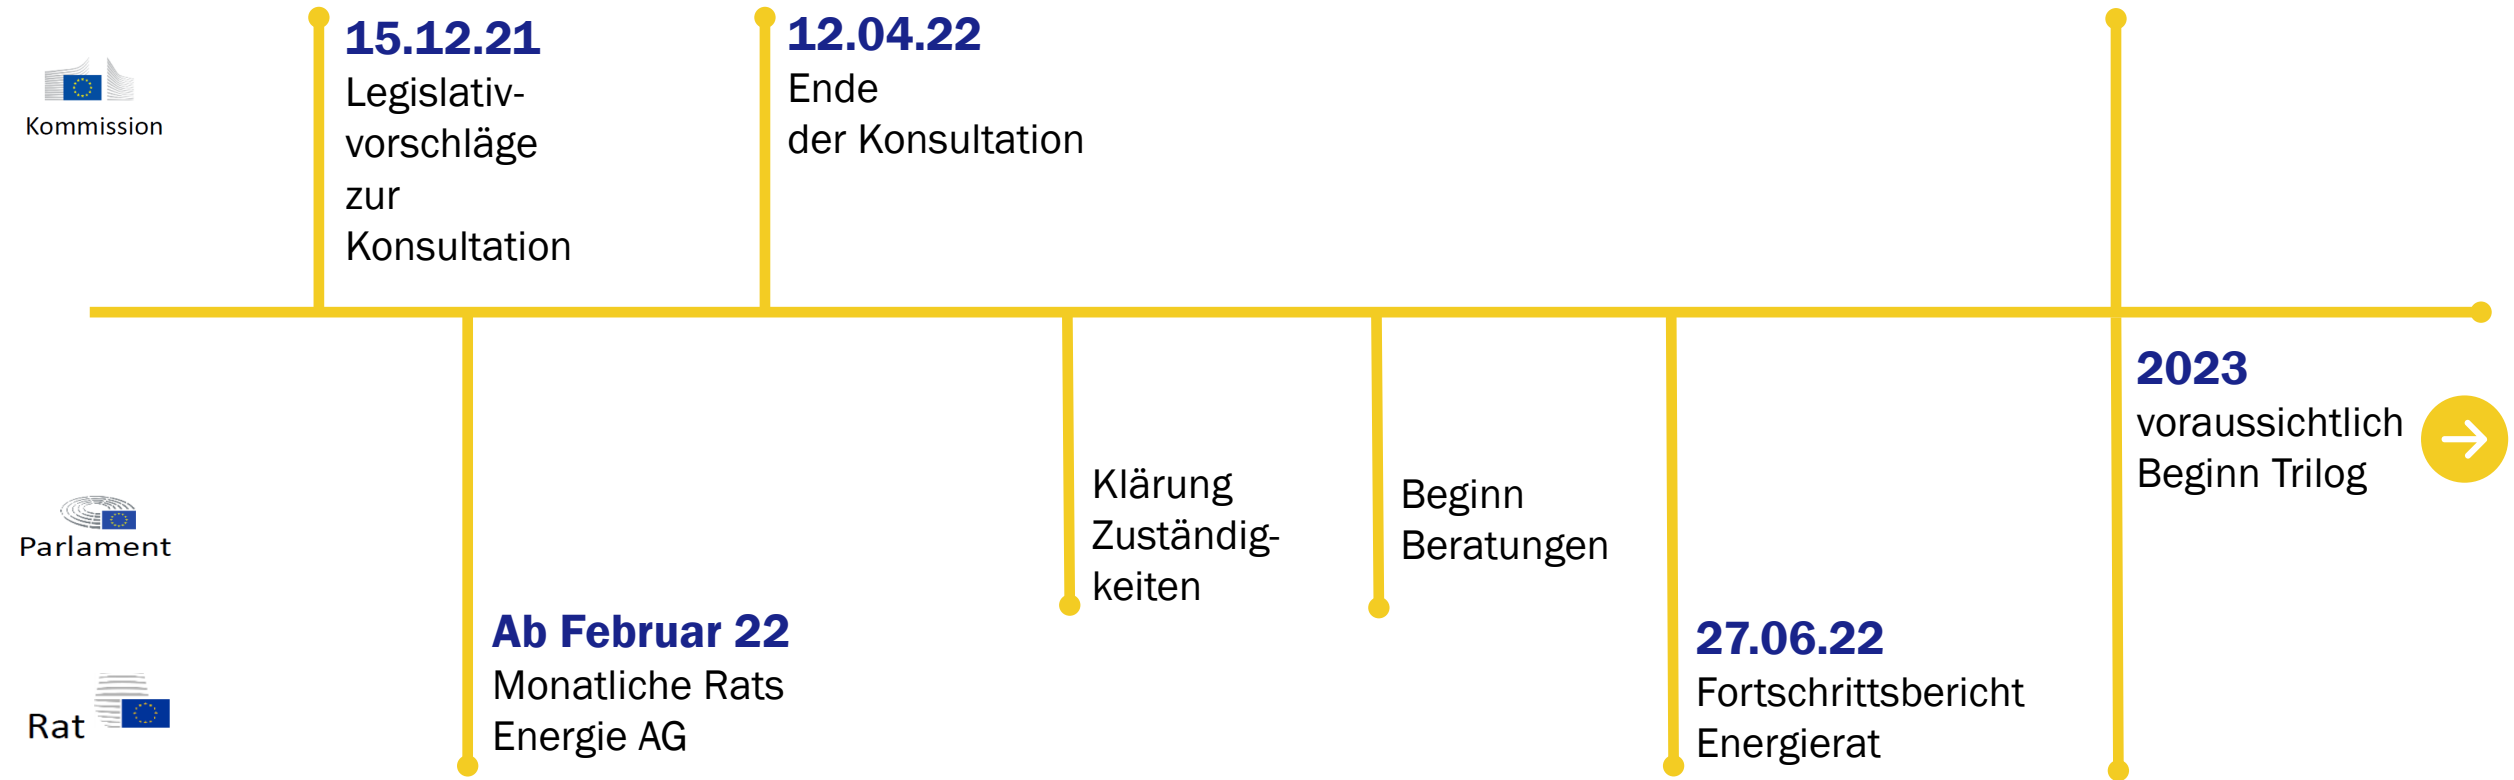 15.12.21
Legislativ-
vorschläge
zur
Konsultation
12.04.22
Ende
der Konsultation
Kommission
2023
voraussichtlich
Beginn Trilog
Klärung
Zuständig-
keiten
Beginn
Beratungen
Parlament
Ab Februar 22
Monatliche Rats
Energie AG
27.06.22
Fortschrittsbericht
Energierat
Rat